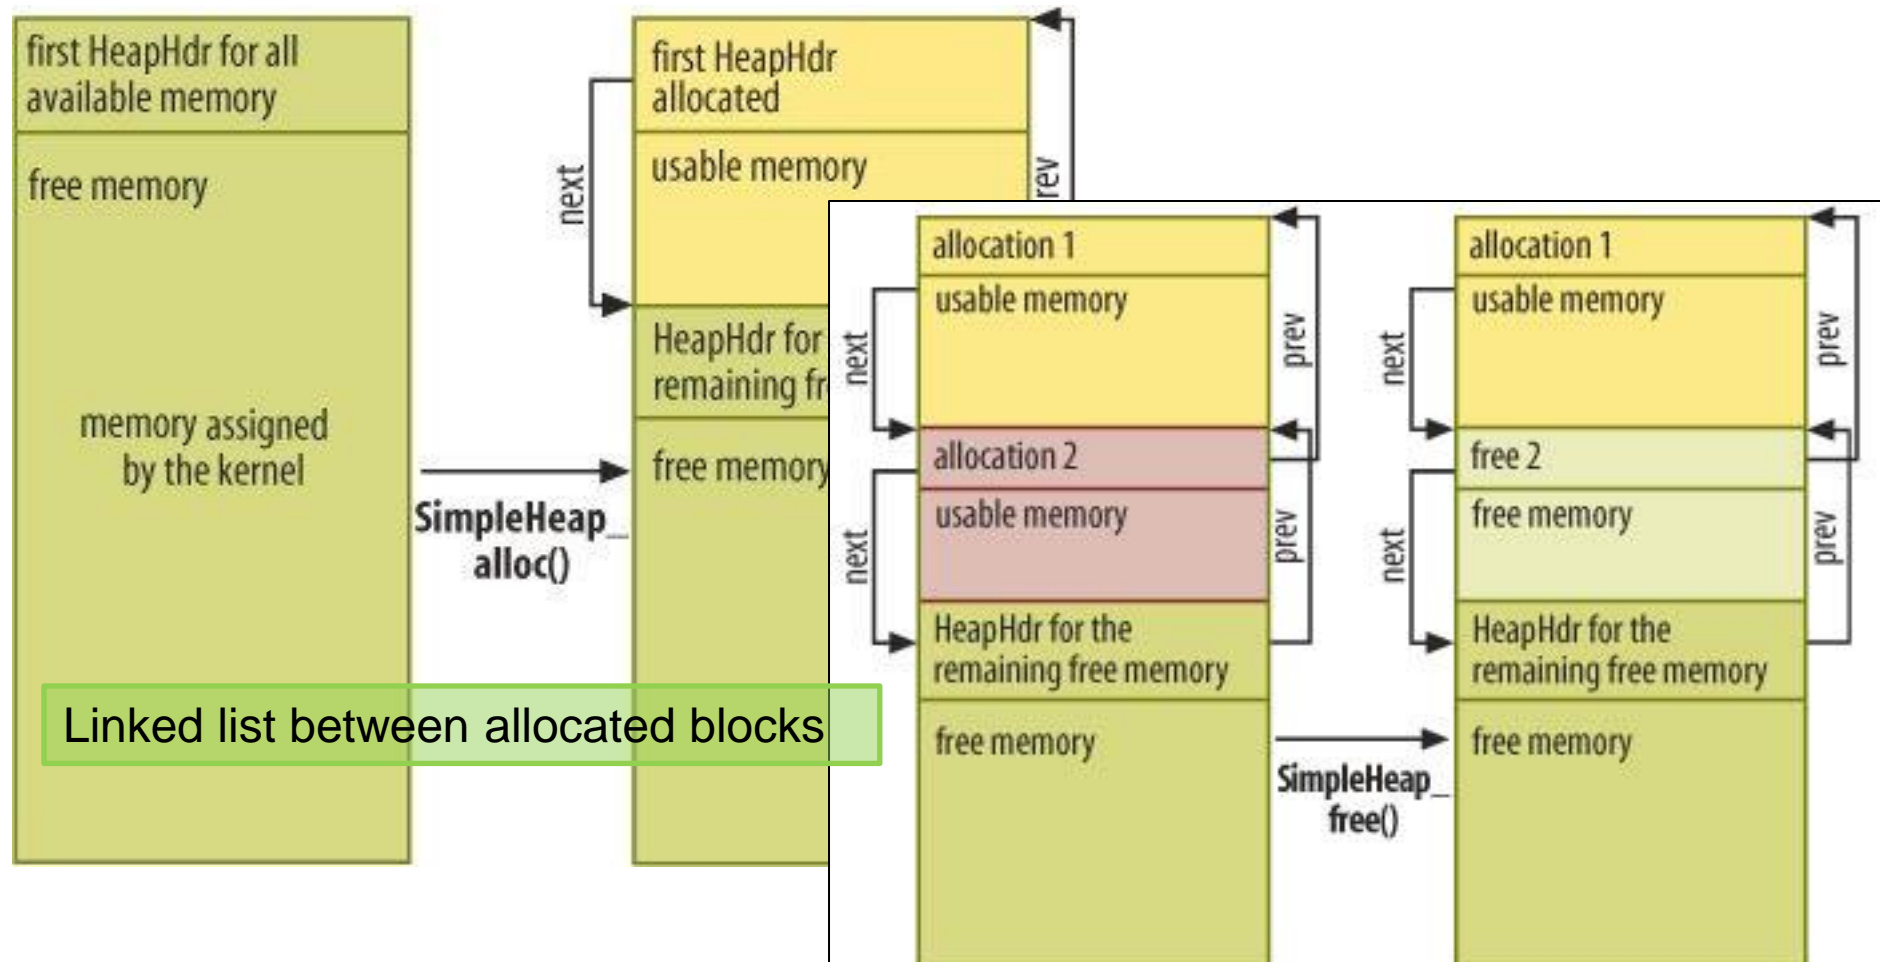 first HeapHdr for all
available memory
free memory
memory assigned
by the kernel
SimpleHeap_
alloc()
first HeapHdr
allocated
usable memory
next
rev
HeapHdr for
remaining fr
free memory
Linked list between allocated blocks
allocation 1
usable memory
next
prev
allocation 2
usable memory
next
prev
HeapHdr for the
remaining free memory
free memory
SimpleHeap_
free()
allocation 1
usable memory
next
prev
free 2
free memory
next
prev
HeapHdr for the
remaining free memory
free memory